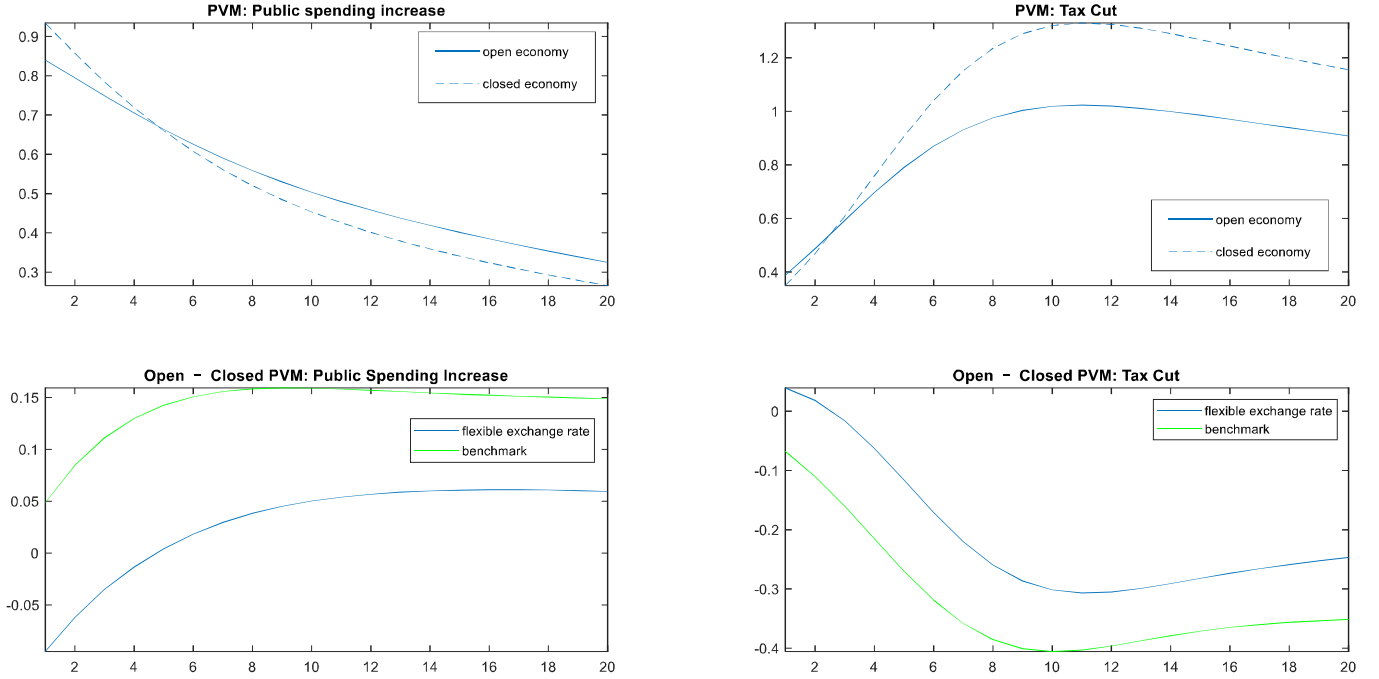 PVM: Public spending increase
0.9
0.8
0.7
0.6
0.5
0.4
0.3
open economy
closed economy
2 4 6 8 10 12 14 16 18 20
PVM: Tax Cut
1.2
1
0.8
0.6
0.4
open economy
closed economy
2 4 6 8 10 12 14 16 18 20
Open − Closed PVM: Public Spending Increase
0.15
0.1
0.05
0
-0.05
flexible exchange rate
benchmark
2 4 6 8 10 12 14 16 18 20
Open − Closed PVM: Tax Cut
0
-0.1
-0.2
-0.3
-0.4
flexible exchange rate
benchmark
2 4 6 8 10 12 14 16 18 20